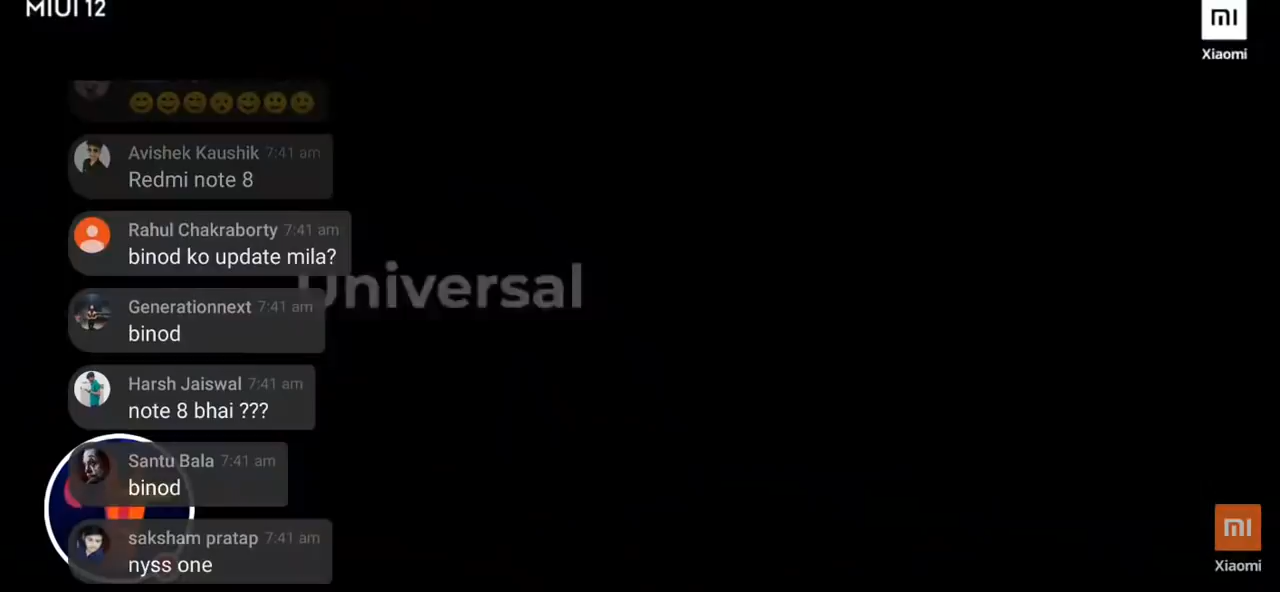 MIUI 12
Xiaomi
Avishek Kaushik 7:41 am
Redmi note 8
Rahul Chakraborty 7:41 am
binod ko update mila?
Universal
Generationnext 7:41 am
binod
Harsh Jaiswal 7:41 am
note 8 bhai ???
Santu Bala 7:41 am
binod
saksham pratap 7:41 am
nyss one
Xiaomi